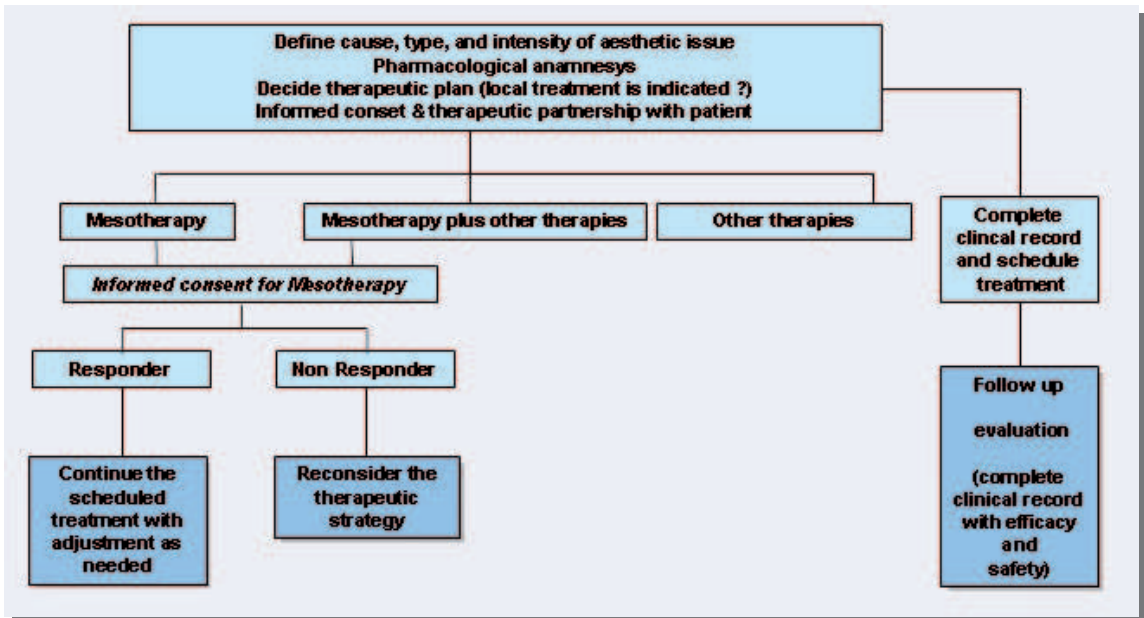 Define cause, type, and intensity of aesthetic issue
Pharmacological anamnesys
Decide therapeutic plan (local treatment is indicated ?)
Informed conset & therapeutic partnership with patient
Mesotherapy
Mesotherapy plus other therapies
Other therapies
Complete
clincal record
and schedule
treatment
Informed consent for Mesotherapy
Responder
Non Responder
Continue the
scheduled
treatment with
adjustment as
needed
Reconsider the
therapeutic
strategy
Follow up
evaluation
(complete
clinical record
with efficacy
and
safety)